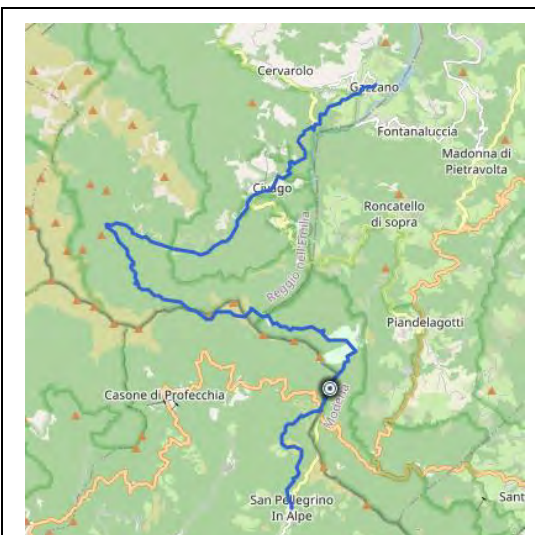 Cervarolo
Gazzano
Fontanaluccia
Madonna di
Pietravolta
Civago
Roncatello
di sopra
Reggio nell'Emilia
Piandelagotti
Casone di Profecchia
Modena
San Pellegrino
In Alpe
Sant